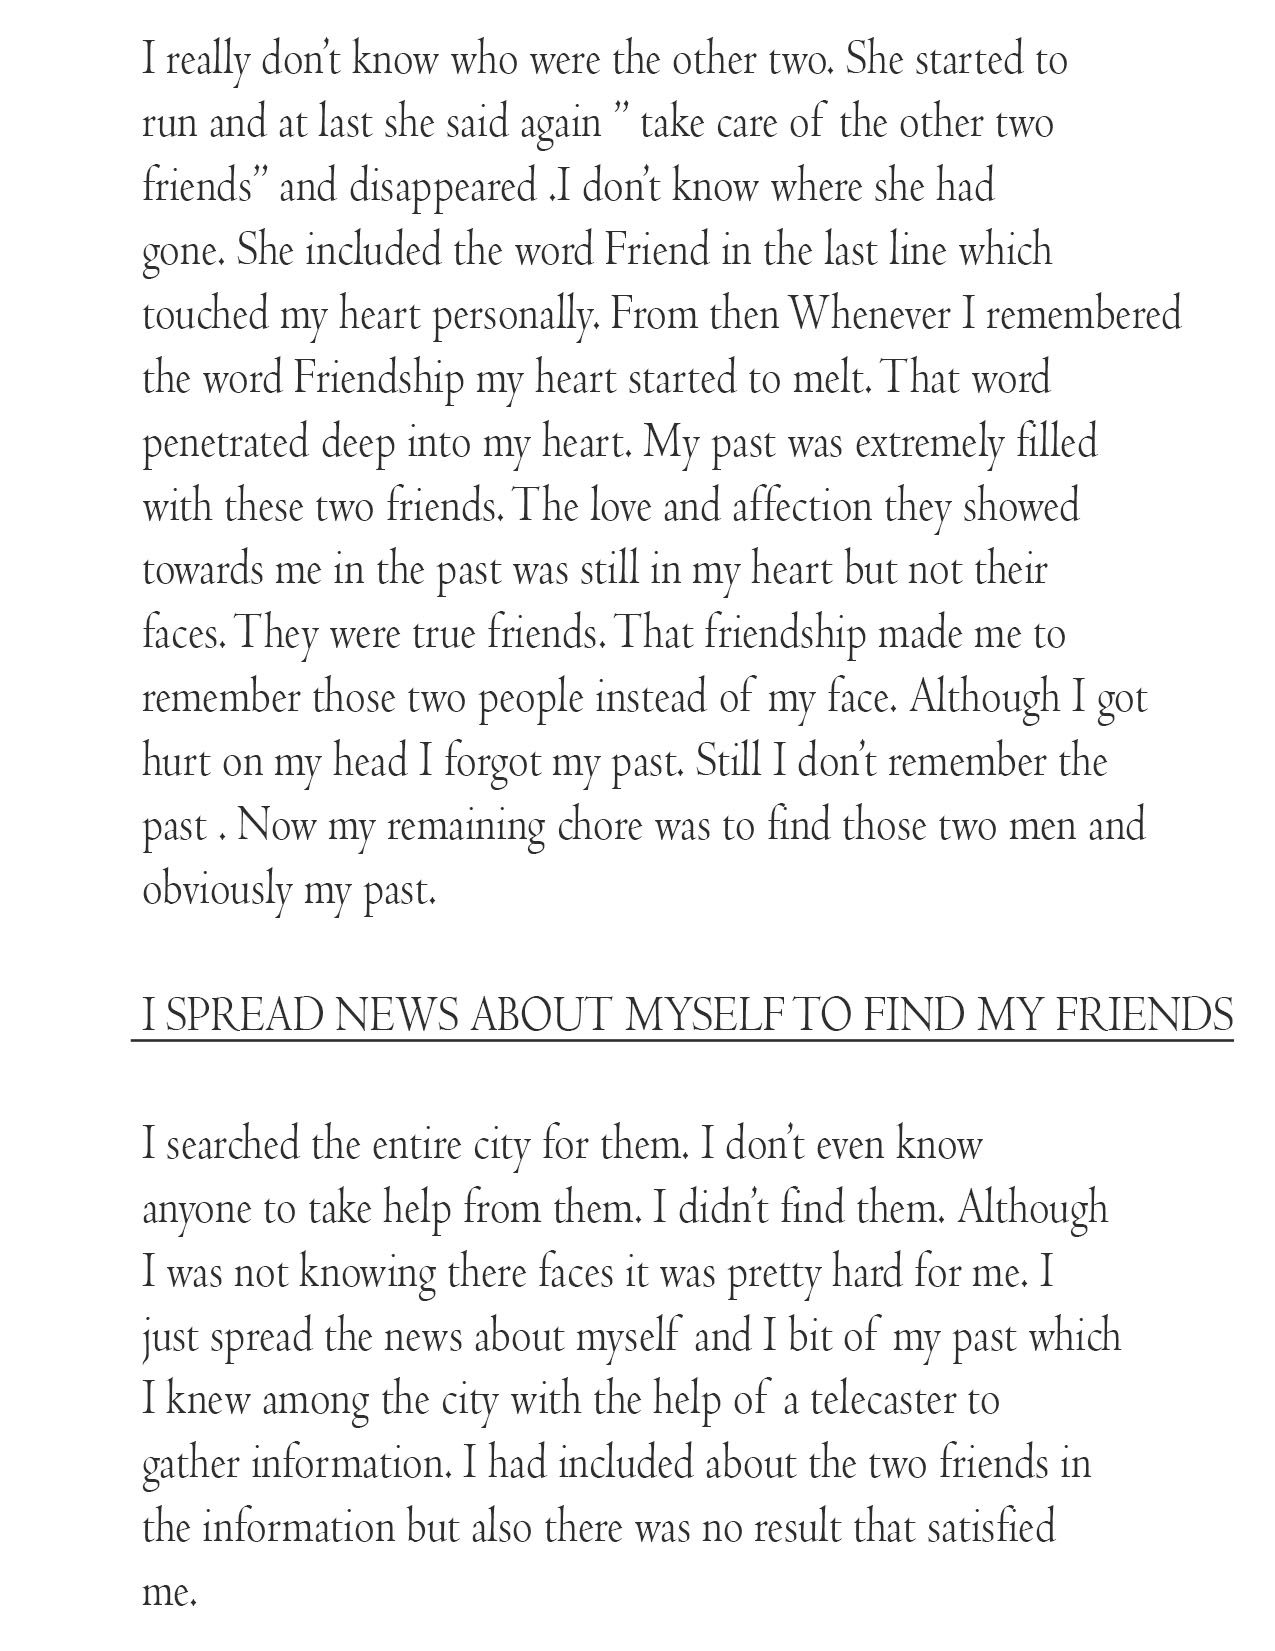 I really don’t know who were the other two. She started to
run and at last she said again ” take care of the other two
friends” and disappeared .I don’t know where she had
gone. She included the word Friend in the last line which
touched my heart personally. From then Whenever I remembered
the word Friendship my heart started to melt. That word
penetrated deep into my heart. My past was extremely filled
with these two friends. The love and affection they showed
towards me in the past was still in my heart but not their
faces. They were true friends. That friendship made me to
remember those two people instead of my face. Although I got
hurt on my head I forgot my past. Still I don’t remember the
past . Now my remaining chore was to find those two men and
obviously my past.
I SPREAD NEWS ABOUT MYSELF TO FIND MY FRIENDS
I searched the entire city for them. I don’t even know
anyone to take help from them. I didn’t find them. Although
I was not knowing there faces it was pretty hard for me. I
just spread the news about myself and I bit of my past which
I knew among the city with the help of a telecaster to
gather information. I had included about the two friends in
the information but also there was no result that satisfied
me.